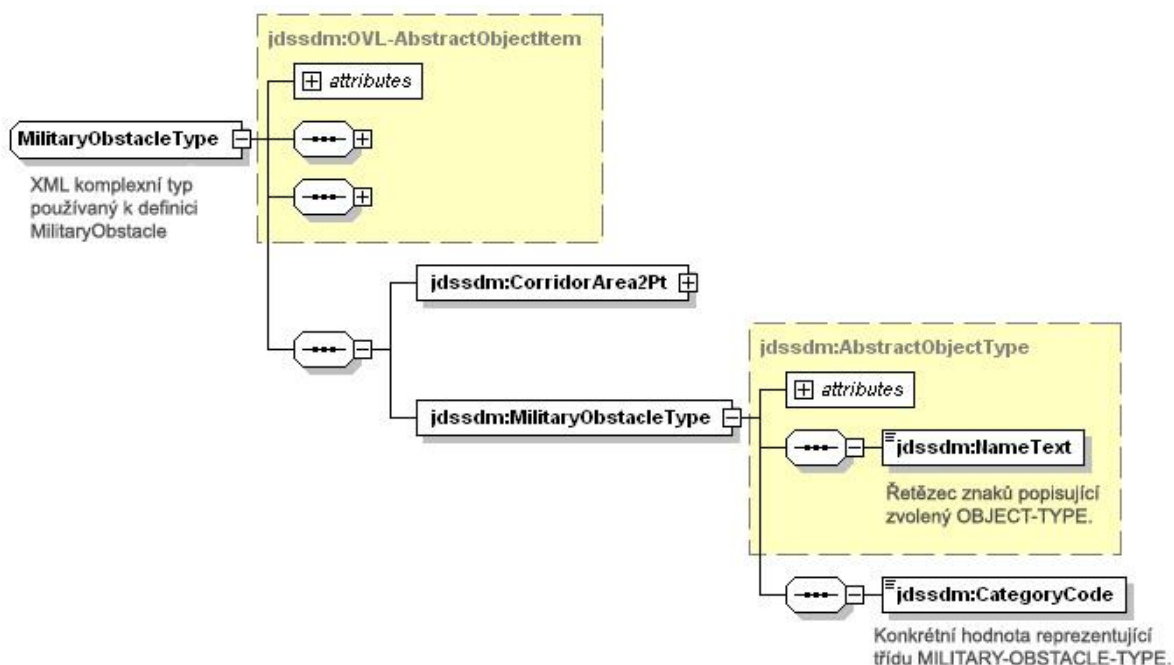 jdssdm:OVL-AbstractObjectItem
attributes
MilitaryObstacleType
XML komplexní typ
používaný k definici
MilitaryObstacle
jdssdm:CorridorArea2Pt
jdssdm:AbstractObjectType
attributes
jdssdm:MilitaryObstacleType
jdssdm:NameText
Řetězec znaků popisující
zvolený OBJECT-TYPE.
jdssdm:CategoryCode
Konkrétní hodnota reprezentující
třídu MILITARY-OBSTACLE-TYPE.